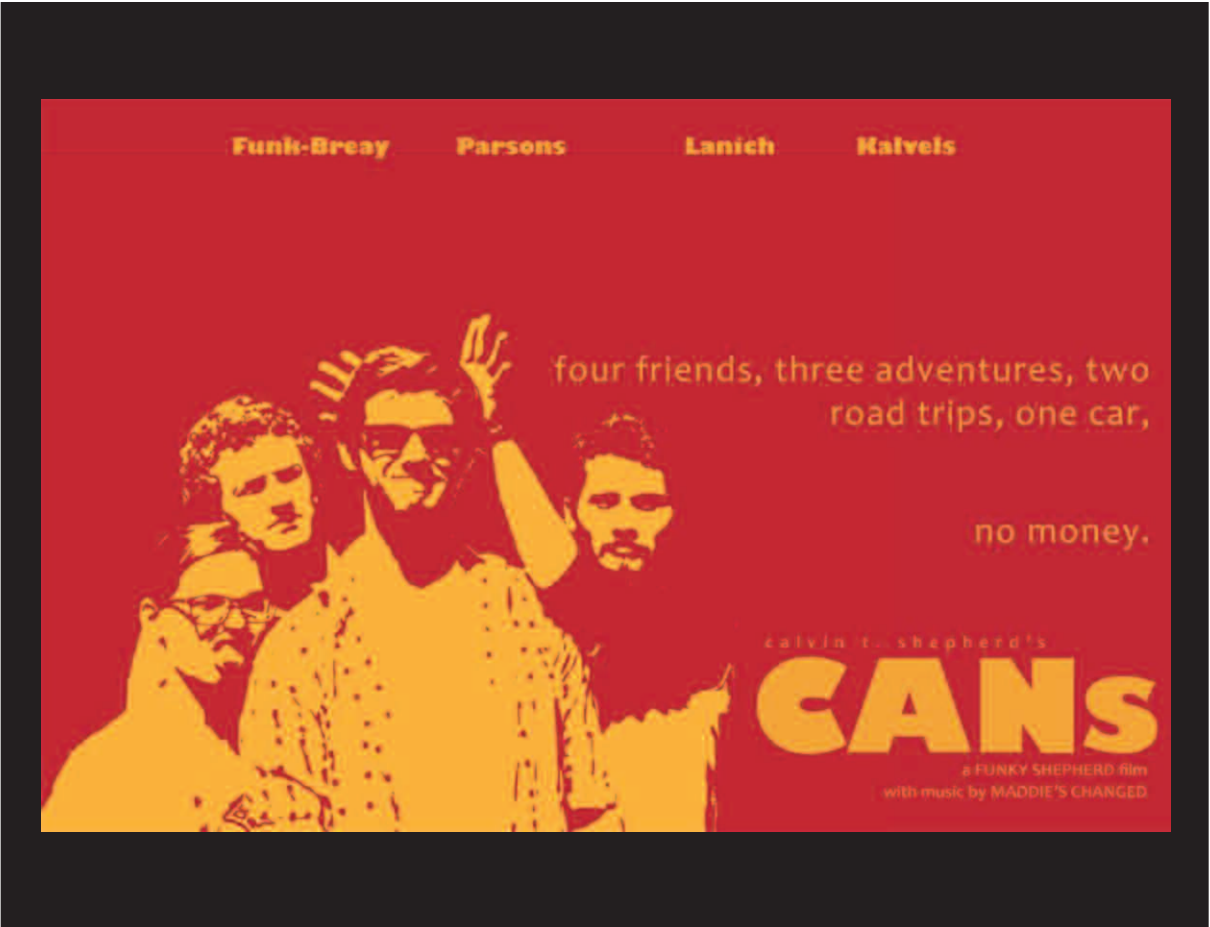 Funk-Breay Parsons Lanich Kalvels
four friends, three adventures, two
road trips, one car,
no money.
calvin t. shepherd's
CANs
a FUNKY SHEPHERD film
with music by MADDIE'S CHANGED